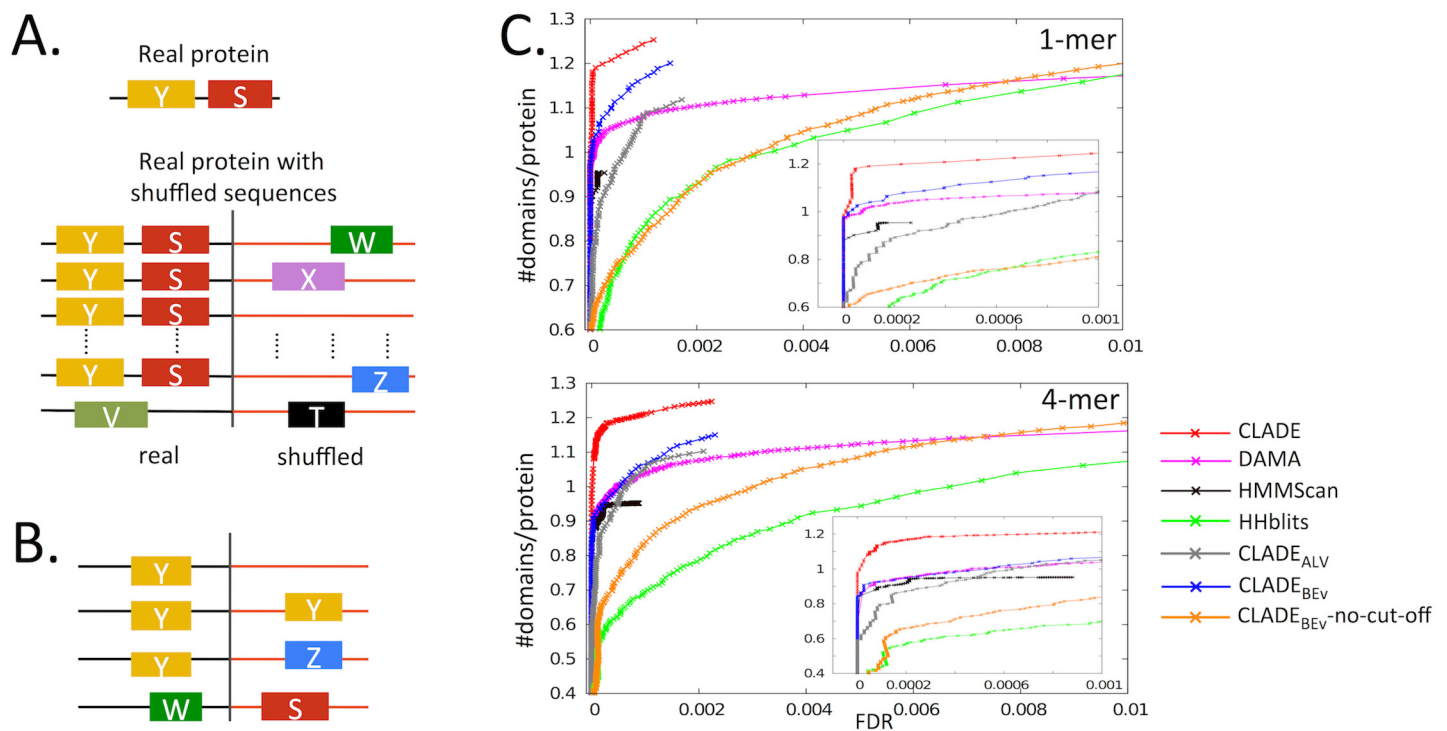 A.
Real protein
Y S
Real protein with
shuffled sequences
Y S W
Y S X
Y S
Y S Z
V T
real shuffled
B.
Y
Y Y
Y Z
W S
C.
1-mer
#domains/protein
1.3
1.2
1.1
1
0.9
0.8
0.7
0.6
0 0.002 0.004 0.006 0.008 0.01
1.2
1
0.8
0.6
0 0.0002 0.0006 0.001
4-mer
#domains/protein
1.3
1.2
1.1
1
0.9
0.8
0.7
0.6
0.5
0.4
0 0.002 0.004 0.006 0.008 0.01
FDR
1.2
1
0.8
0.6
0.4
0 0.0002 0.0006 0.001
CLADE
DAMA
HMMScan
HHblits
CLADE_ALV
CLADE_BEv
CLADE_BEv-no-cut-off